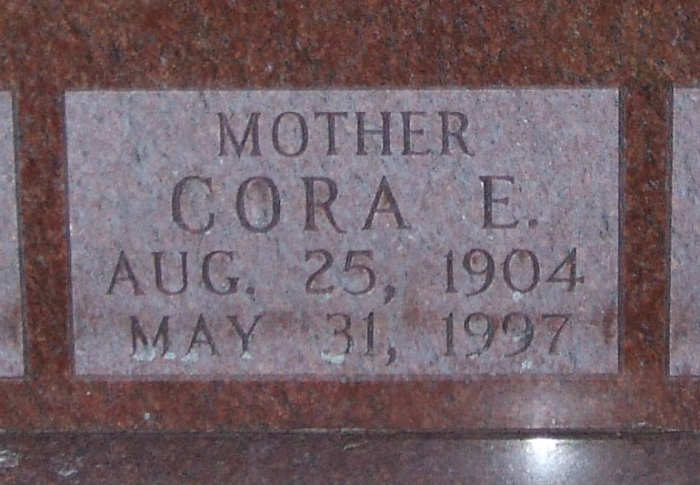 MOTHER
CORA E.
AUG. 25, 1904
MAY 31, 1997